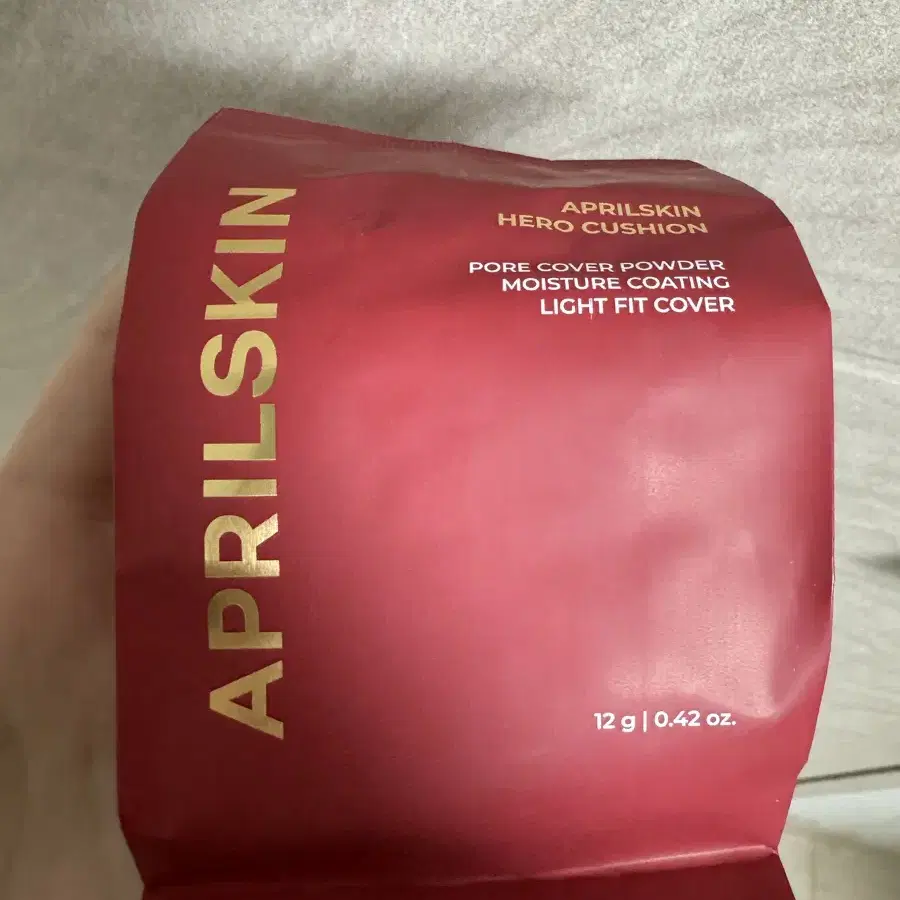 APRILSKIN
APRILSKIN
HERO CUSHION
PORE COVER POWDER
MOISTURE COATING
LIGHT FIT COVER
12 g | 0.42 oz.